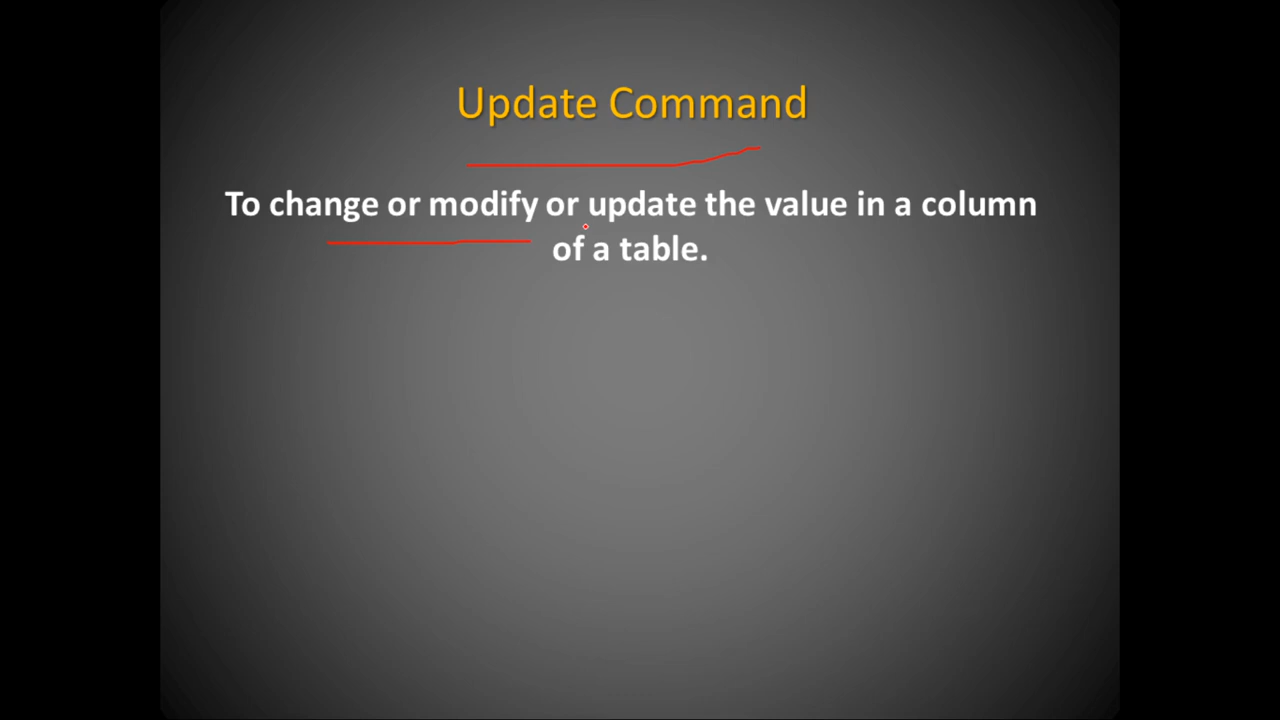 Update Command
To change or modify or update the value in a column
of a table.